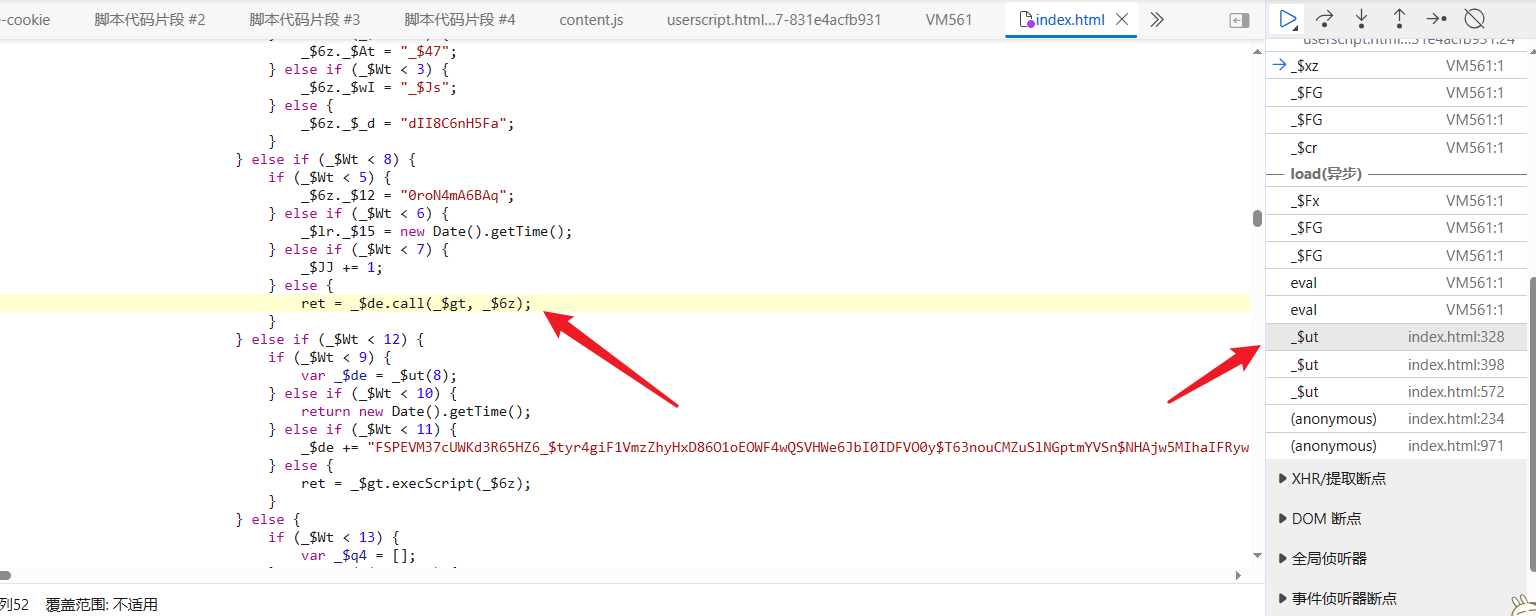 -cookie 脚本代码片段 #2 脚本代码片段 #3 脚本代码片段 #4 content.js userscript.html...7-831e4acfb931 VM561 index.html
_$6z._$At = "_$47";
} else if (_$Wt < 3) {
_$6z._$wI = "_$Js";
} else {
_$6z._$_d = "dII8C6nH5Fa";
}
} else if (_$Wt < 8) {
if (_$Wt < 5) {
_$6z._$12 = "0roN4mA6BAq";
} else if (_$Wt < 6) {
_$lr._$15 = new Date().getTime();
} else if (_$Wt < 7) {
_$JJ += 1;
} else {
ret = _$de.call(_$gt, _$6z);
}
} else if (_$Wt < 12) {
if (_$Wt < 9) {
var _$de = _$ut(8);
} else if (_$Wt < 10) {
return new Date().getTime();
} else if (_$Wt < 11) {
_$de += "FSPEVM37cUWKd3R65HZ6_$tyr4giF1VmzZhyHxD86O1oEOWF4wQSVHWe6JbI0IDFVO0y$T63nouCMZuSlNGptmYVSn$NHAjw5MIhaIFRyw
} else {
ret = _$gt.execScript(_$6z);
}
} else {
if (_$Wt < 13) {
var _$q4 = [];
列52 覆盖范围: 不适用
_$xz VM561:1
_$FG VM561:1
_$FG VM561:1
_$cr VM561:1
load(异步)
_$Fx VM561:1
_$FG VM561:1
_$FG VM561:1
eval VM561:1
eval VM561:1
_$ut index.html:328
_$ut index.html:398
_$ut index.html:572
(anonymous) index.html:234
(anonymous) index.html:971
XHR/提取断点
DOM 断点
全局侦听器
事件侦听器断点